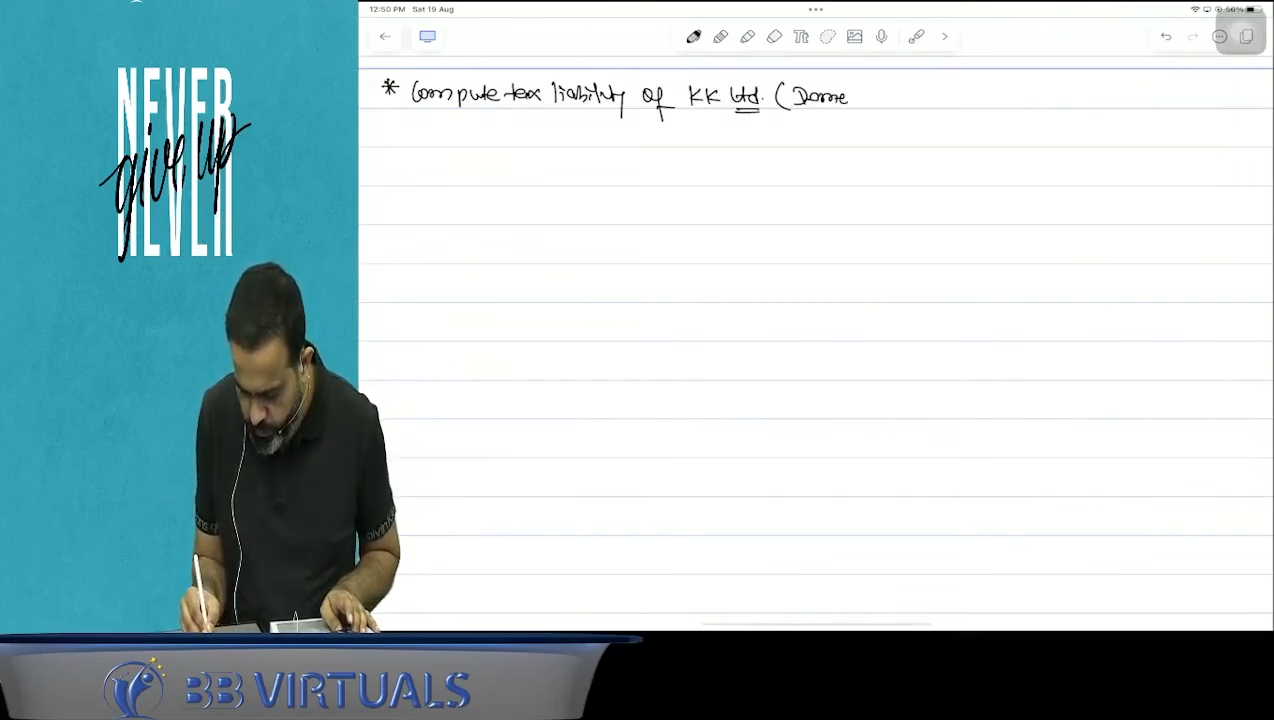 12:50 PM Sat 19 Aug
56%
NEVER
give up
NEVER
* Compute tax liability of KK Ltd. (Dome
BB VIRTUALS